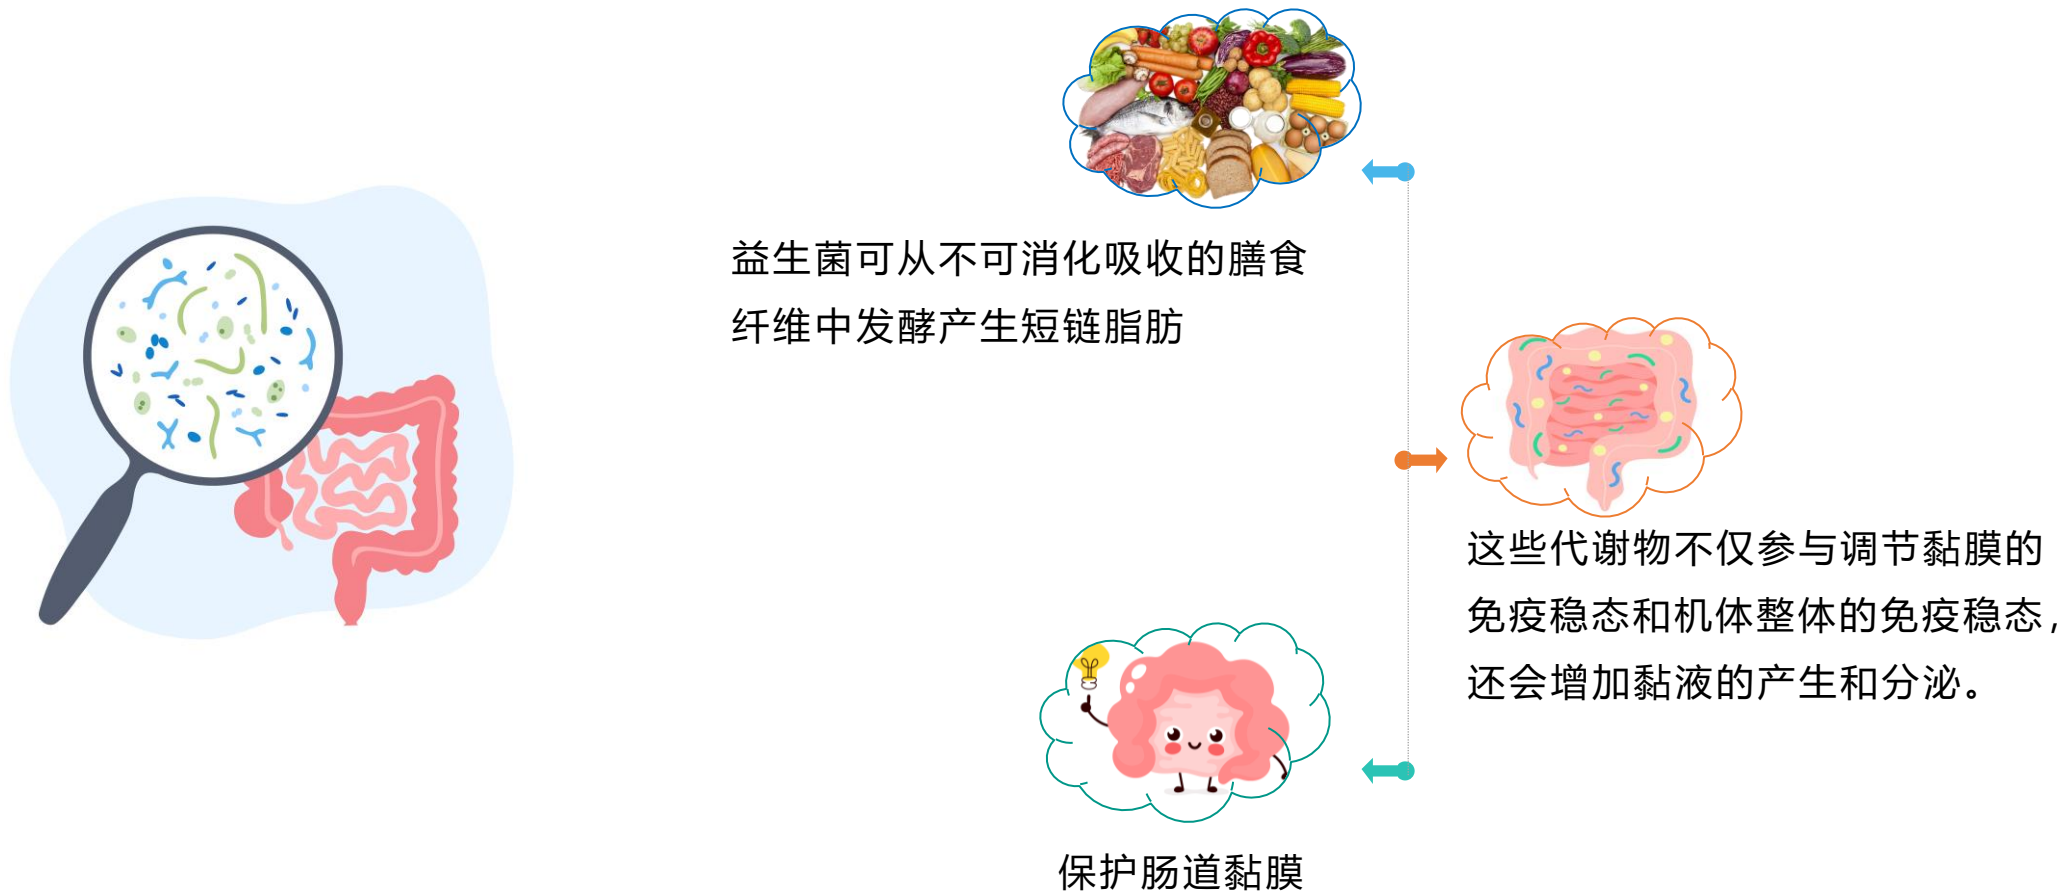 益生菌可从不可消化吸收的膳食
纤维中发酵产生短链脂肪
这些代谢物不仅参与调节黏膜的
免疫稳态和机体整体的免疫稳态，
还会增加黏液的产生和分泌。
保护肠道黏膜